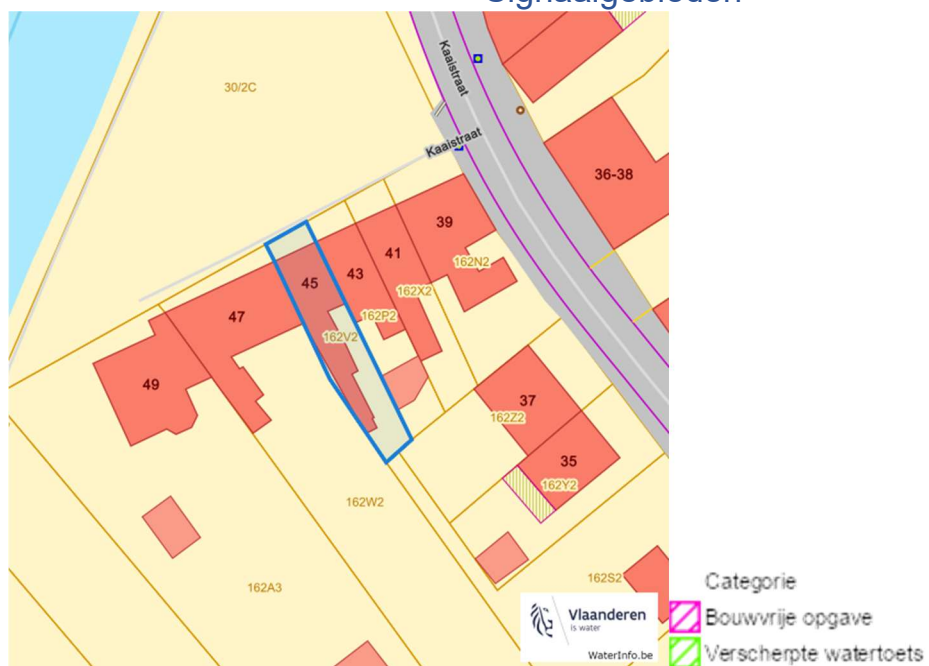 Signaalgebieden
Kaaistraat
30/2C
Kaaistraat
36-38
39
41
162N2
45
43
162X2
47
162P2
162V2
49
37
162Z2
35
162Y2
162W2
162A3
162S2
Vlaanderen
is water
WaterInfo.be
Categorie
Bouwvrije opgave
Verscherpte watertoets